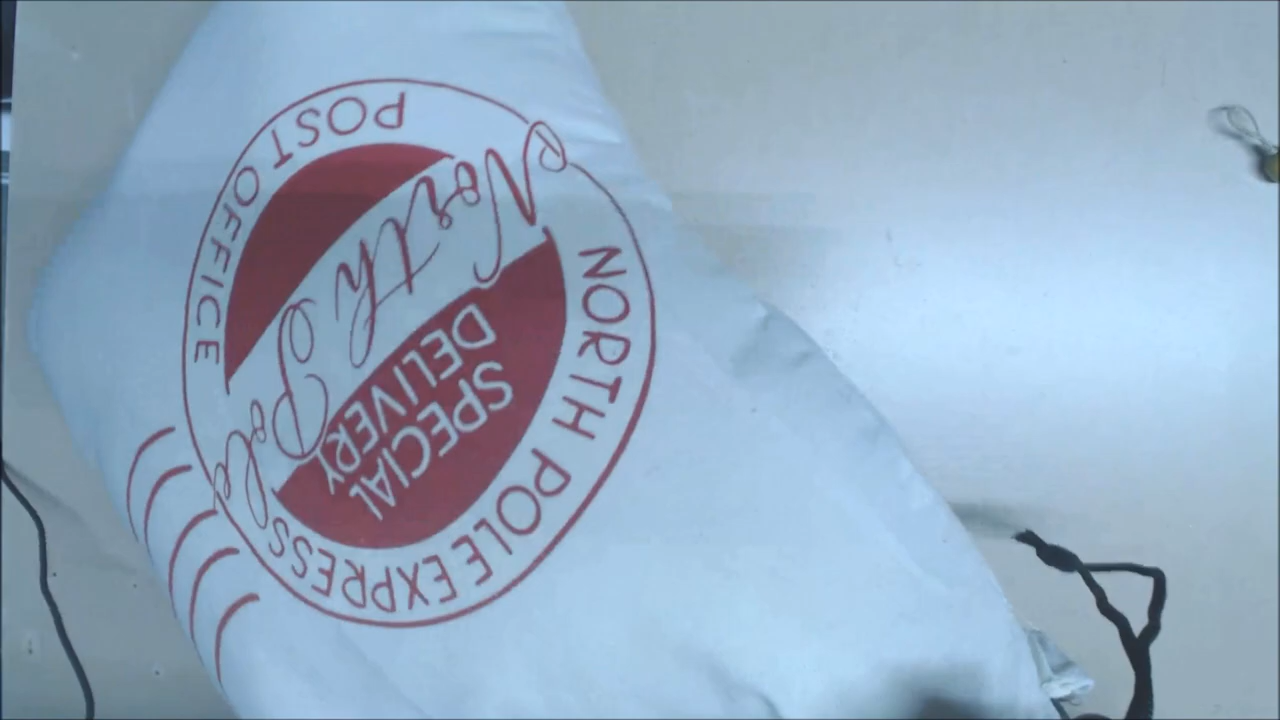 NORTH POLE EXPRESS
SPECIAL
DELIVERY
North Pole
POST OFFICE